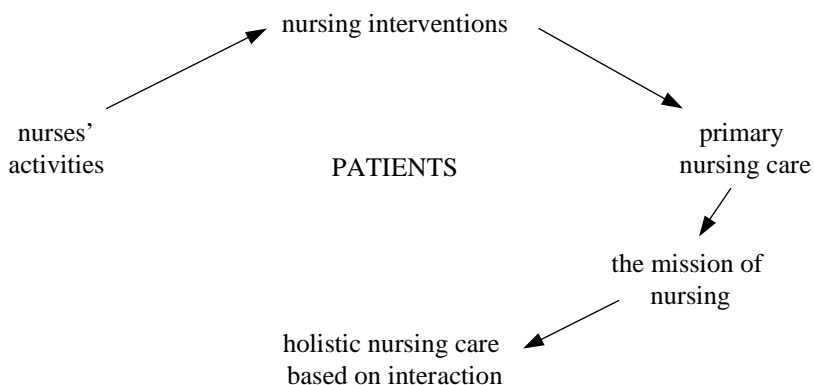 nursing interventions
nurses’
activities
PATIENTS
primary
nursing care
the mission of
nursing
holistic nursing care
based on interaction